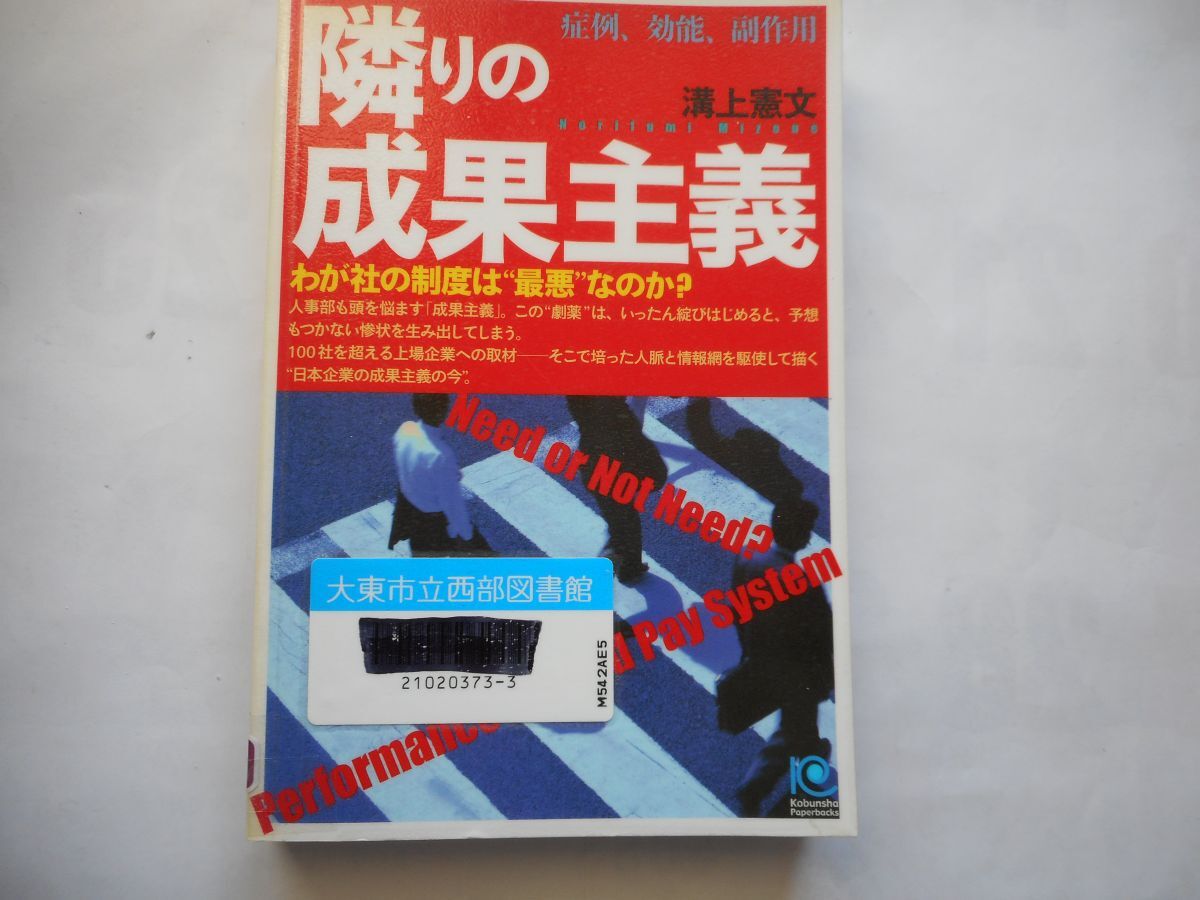 症例、効能、副作用
隣りの
溝上憲文
Norifumi Mizoue
成果主義
わが社の制度は“最悪”なのか?
人事部も頭を悩ます「成果主義」。この“劇薬”は、いったん綻びはじめると、予想
もつかない惨状を生み出してしまう。
100社を超える上場企業への取材──そこで培った人脈と情報網を駆使して描く
“日本企業の成果主義の今”。
Need or Not Need?
Performance
d Pay System
大東市立西部図書館
21020373-3
M542AE5
Kobunsha
Paperbacks